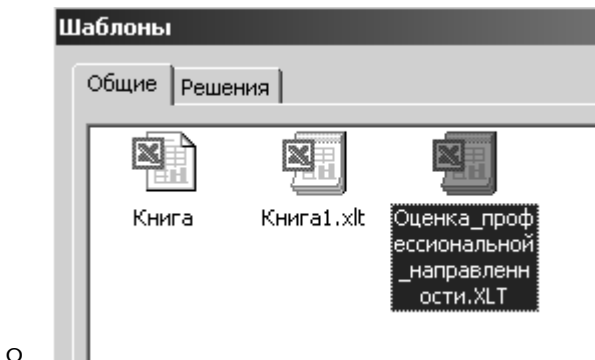 Шаблоны
Общие
Решения
Книга
Книга1.xlt
Оценка_проф
ессиональной
_направленн
ости.XLT
o